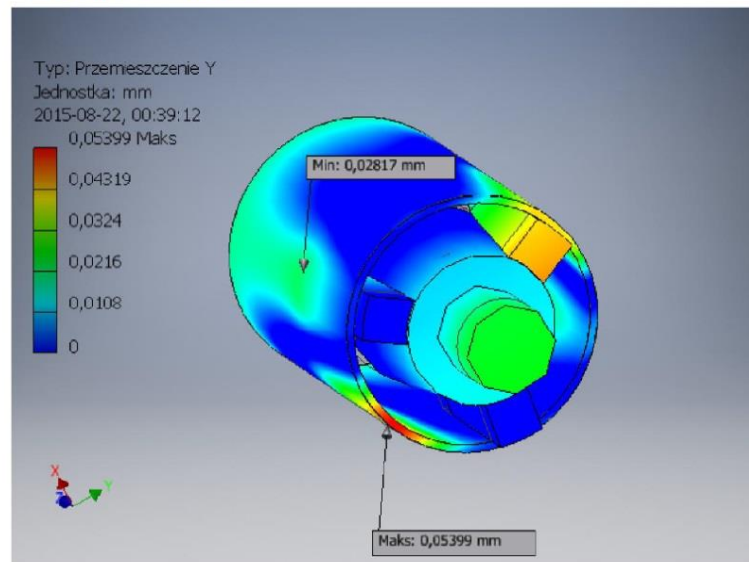 Typ: Przemieszczenie Y
Jednostka: mm
2015-08-22, 00:39:12
0,05399 Maks
0,04319
0,0324
0,0216
0,0108
0
Min: 0,02817 mm
Maks: 0,05399 mm
X
Y
Z